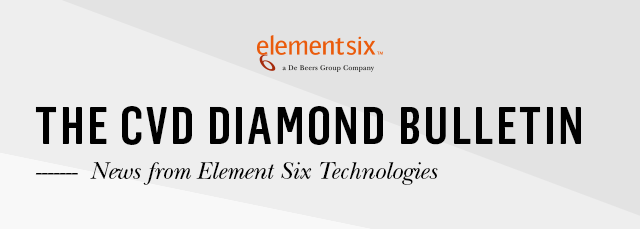 elementsix™
a De Beers Group Company
THE CVD DIAMOND BULLETIN
------- News from Element Six Technologies